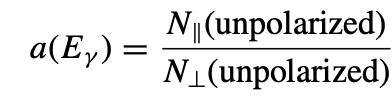 a(E_γ) = N_∥(unpolarized) / N_⊥(unpolarized)